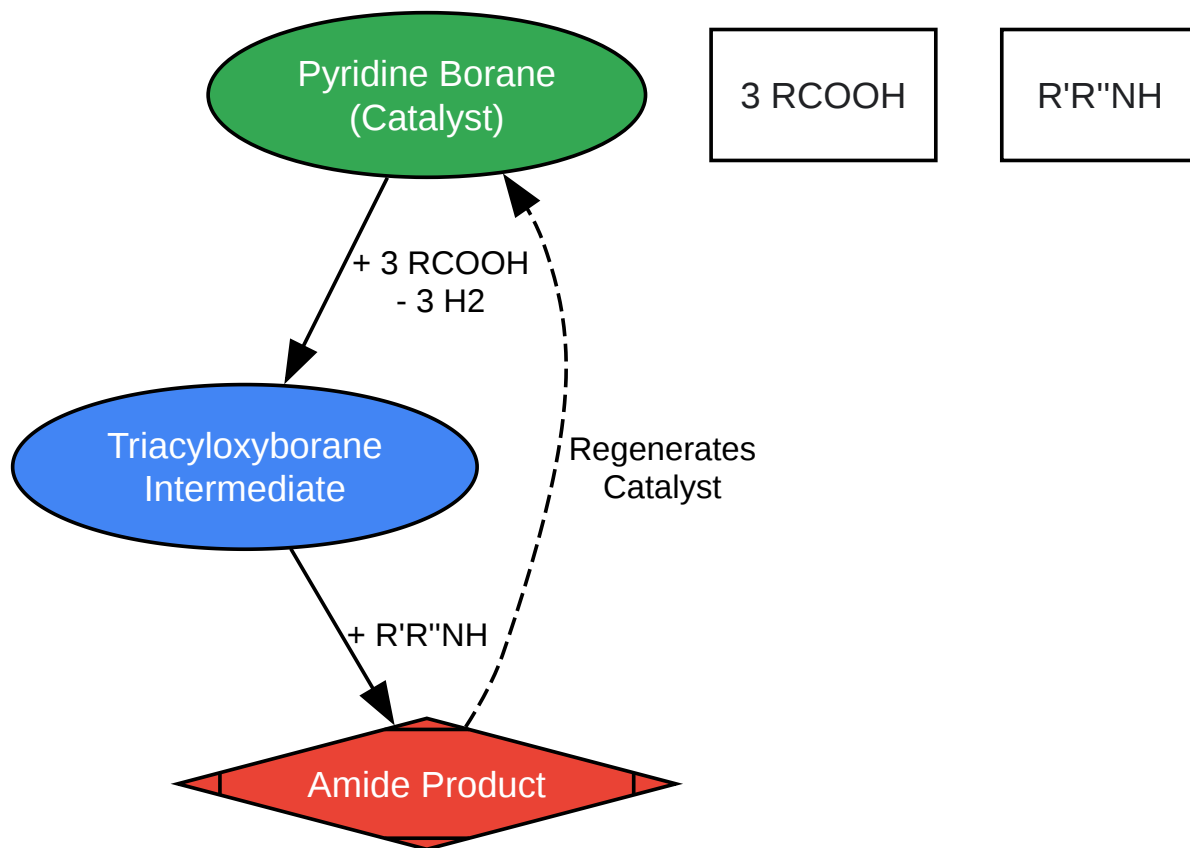 Pyridine Borane
(Catalyst)
3 RCOOH
R'R''NH
+ 3 RCOOH
- 3 H2
Triacyloxyborane
Intermediate
Regenerates
Catalyst
+ R'R''NH
Amide Product